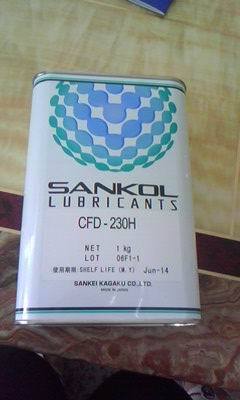 SANKOL
LUBRICANTS
CFD-230H
NET 1 kg
LOT 06F1-1
使用期限 SHELF LIFE (M.Y) Jun-14
SANKEI KAGAKU CO.,LTD.
MADE IN JAPAN